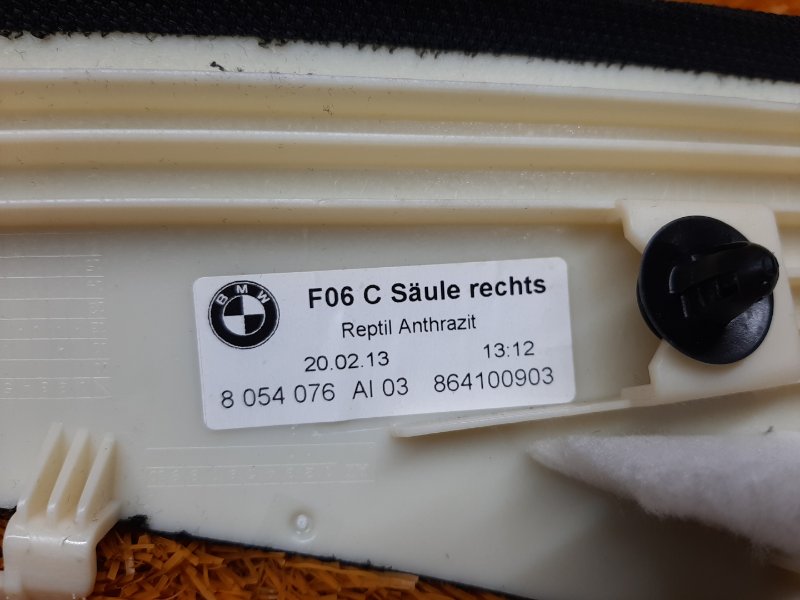 BMW
F06 C Säule rechts
Reptil Anthrazit
20.02.13 13:12
8 054 076 AI 03 864100903